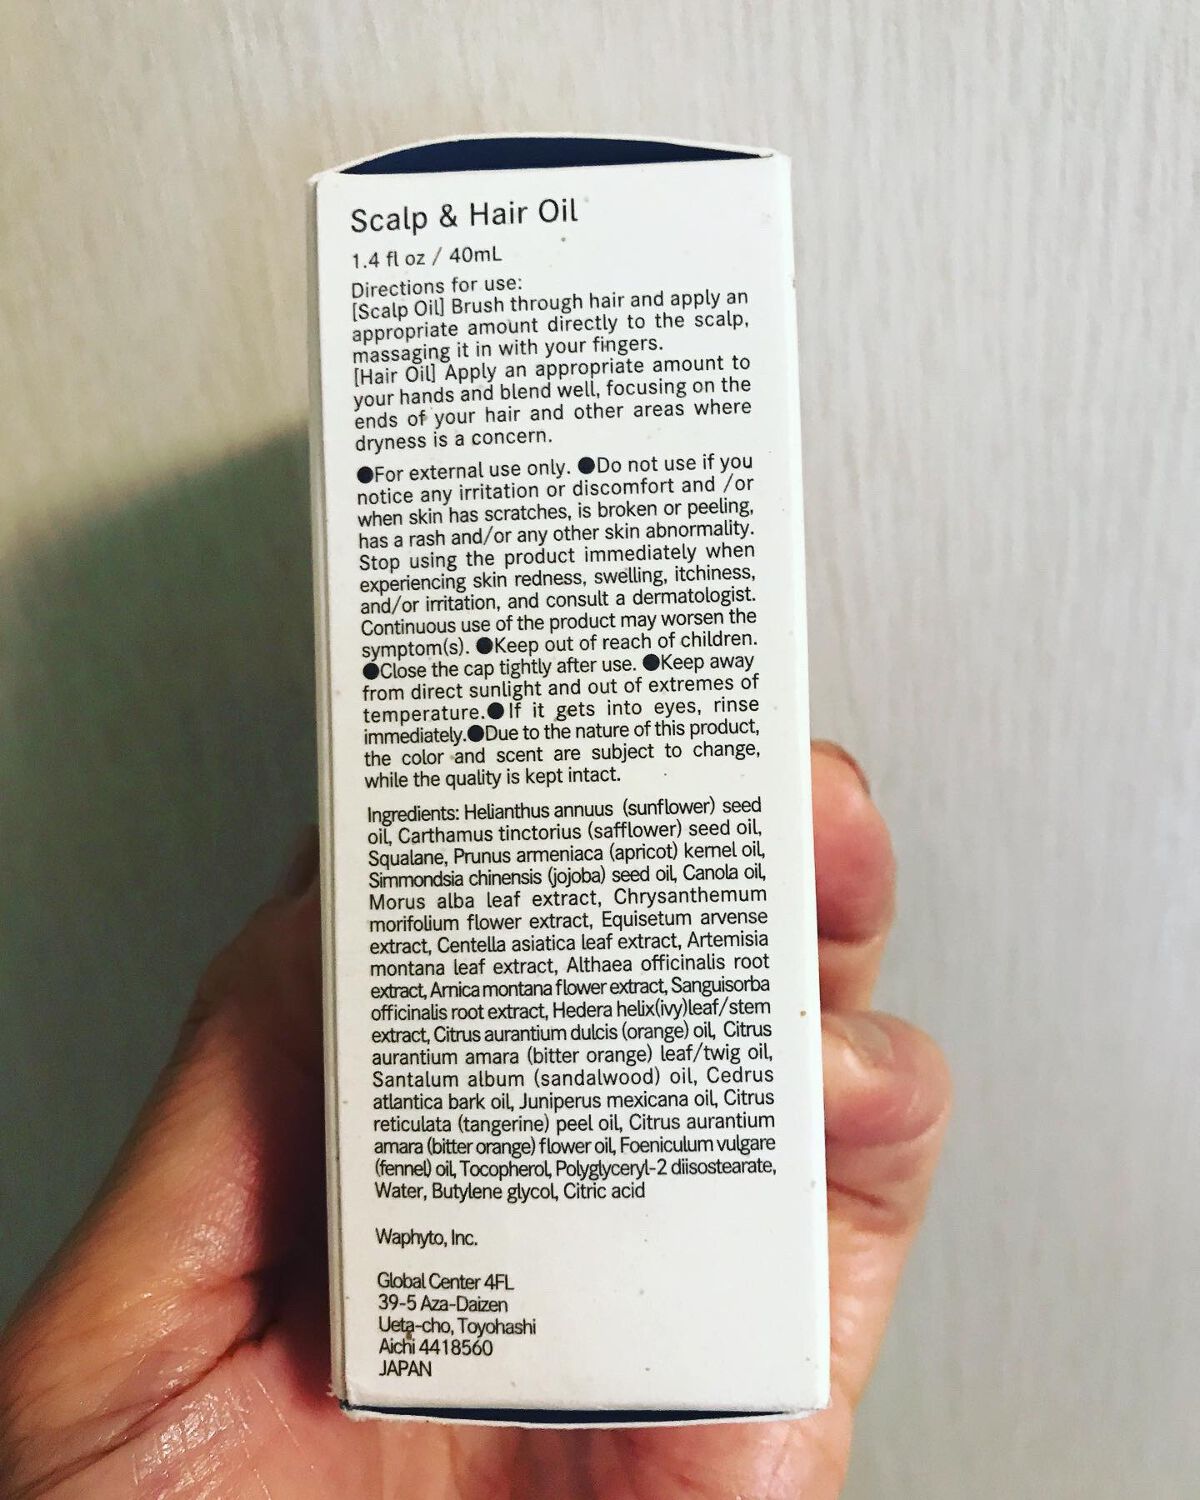 Scalp & Hair Oil
1.4 fl oz / 40mL
Directions for use:
[Scalp Oil] Brush through hair and apply an
appropriate amount directly to the scalp,
massaging it in with your fingers.
[Hair Oil] Apply an appropriate amount to
your hands and blend well, focusing on the
ends of your hair and other areas where
dryness is a concern.
●For external use only. ●Do not use if you
notice any irritation or discomfort and /or
when skin has scratches, is broken or peeling,
has a rash and/or any other skin abnormality.
Stop using the product immediately when
experiencing skin redness, swelling, itchiness,
and/or irritation, and consult a dermatologist.
Continuous use of the product may worsen the
symptom(s). ●Keep out of reach of children.
●Close the cap tightly after use. ●Keep away
from direct sunlight and out of extremes of
temperature.● If it gets into eyes, rinse
immediately.●Due to the nature of this product,
the color and scent are subject to change,
while the quality is kept intact.
Ingredients: Helianthus annuus (sunflower) seed
oil, Carthamus tinctorius (safflower) seed oil,
Squalane, Prunus armeniaca (apricot) kernel oil,
Simmondsia chinensis (jojoba) seed oil, Canola oil,
Morus alba leaf extract, Chrysanthemum
morifolium flower extract, Equisetum arvense
extract, Centella asiatica leaf extract, Artemisia
montana leaf extract, Althaea officinalis root
extract, Arnica montana flower extract, Sanguisorba
officinalis root extract, Hedera helix(ivy)leaf/stem
extract, Citrus aurantium dulcis (orange) oil, Citrus
aurantium amara (bitter orange) leaf/twig oil,
Santalum album (sandalwood) oil, Cedrus
atlantica bark oil, Juniperus mexicana oil, Citrus
reticulata (tangerine) peel oil, Citrus aurantium
amara (bitter orange) flower oil, Foeniculum vulgare
(fennel) oil, Tocopherol, Polyglyceryl-2 diisostearate,
Water, Butylene glycol, Citric acid
Waphyto, Inc.
Global Center 4FL
39-5 Aza-Daizen
Ueta-cho, Toyohashi
Aichi 4418560
JAPAN